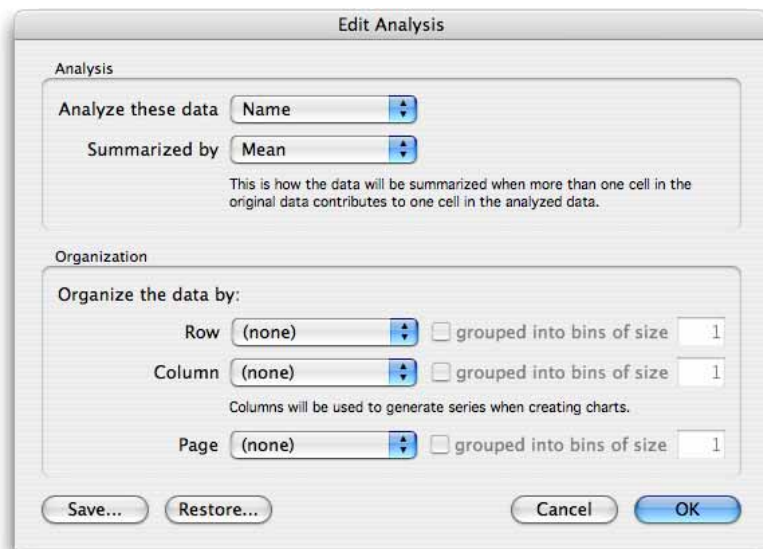 Edit Analysis
Analysis
Analyze these data Name
Summarized by Mean
This is how the data will be summarized when more than one cell in the
original data contributes to one cell in the analyzed data.
Organization
Organize the data by:
Row (none) grouped into bins of size 1
Column (none) grouped into bins of size 1
Columns will be used to generate series when creating charts.
Page (none) grouped into bins of size 1
Save... Restore... Cancel OK